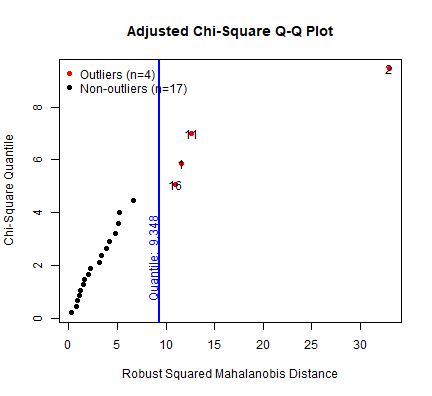 Adjusted Chi-Square Q-Q Plot
Outliers (n=4)
Non-outliers (n=17)
2
11
1
16
Quantile: 9.348
Chi-Square Quantile
0
2
4
6
8
0 5 10 15 20 25 30
Robust Squared Mahalanobis Distance